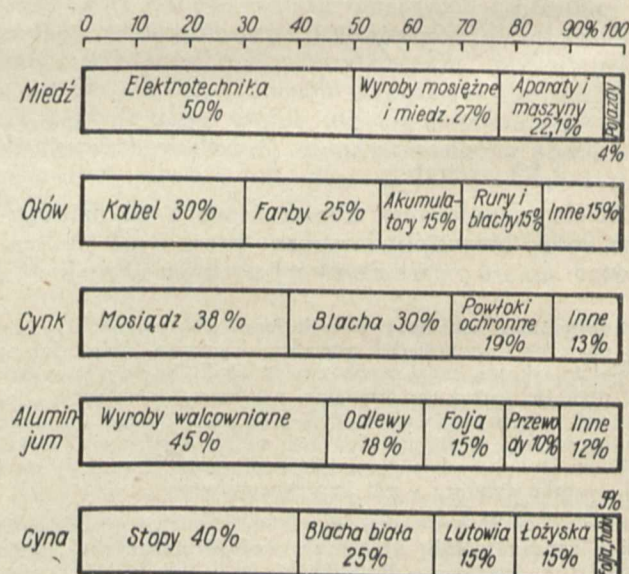 0 10 20 30 40 50 60 70 80 90% 100
Miedź
Elektrotechnika
50%
Wyroby mosiężne
i miedz. 27%
Aparaty i
maszyny
22,1%
Pojazdy
4%
Ołów
Kabel 30%
Farby 25%
Akumula-
tory 15%
Rury i
blachy 15%
Inne 15%
Cynk
Mosiądz 38%
Blacha 30%
Powłoki
ochronne
19%
Inne
13%
Alumin-
jum
Wyroby walcowniane
45%
Odlewy
18%
Folja
15%
Przewo
dy 10%
Inne
12%
Cyna
Stopy 40%
Blacha biała
25%
Lutowia
15%
Łożyska
15%
5%
Folja,